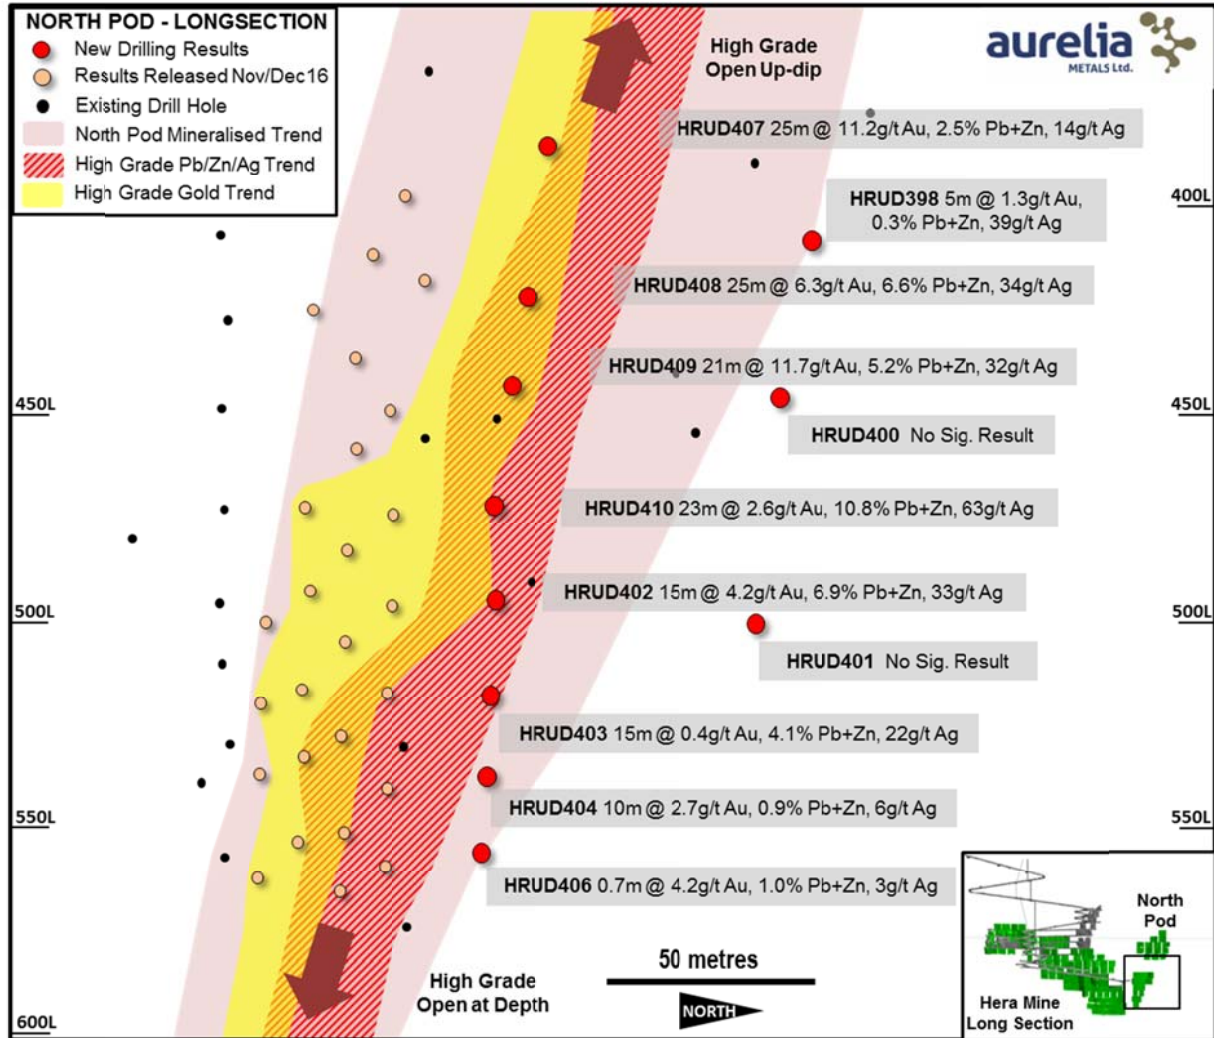 NORTH POD - LONGSECTION
New Drilling Results
Results Released Nov/Dec16
Existing Drill Hole
North Pod Mineralised Trend
High Grade Pb/Zn/Ag Trend
High Grade Gold Trend
High Grade
Open Up-dip
aurelia
METALS Ltd.
HRUD407 25m @ 11.2g/t Au, 2.5% Pb+Zn, 14g/t Ag
HRUD398 5m @ 1.3g/t Au,
0.3% Pb+Zn, 39g/t Ag
400L
HRUD408 25m @ 6.3g/t Au, 6.6% Pb+Zn, 34g/t Ag
HRUD409 21m @ 11.7g/t Au, 5.2% Pb+Zn, 32g/t Ag
450L
450L
HRUD400 No Sig. Result
HRUD410 23m @ 2.6g/t Au, 10.8% Pb+Zn, 63g/t Ag
HRUD402 15m @ 4.2g/t Au, 6.9% Pb+Zn, 33g/t Ag
500L
500L
HRUD401 No Sig. Result
HRUD403 15m @ 0.4g/t Au, 4.1% Pb+Zn, 22g/t Ag
HRUD404 10m @ 2.7g/t Au, 0.9% Pb+Zn, 6g/t Ag
550L
550L
HRUD406 0.7m @ 4.2g/t Au, 1.0% Pb+Zn, 3g/t Ag
High Grade
Open at Depth
50 metres
NORTH
North
Pod
Hera Mine
Long Section
600L